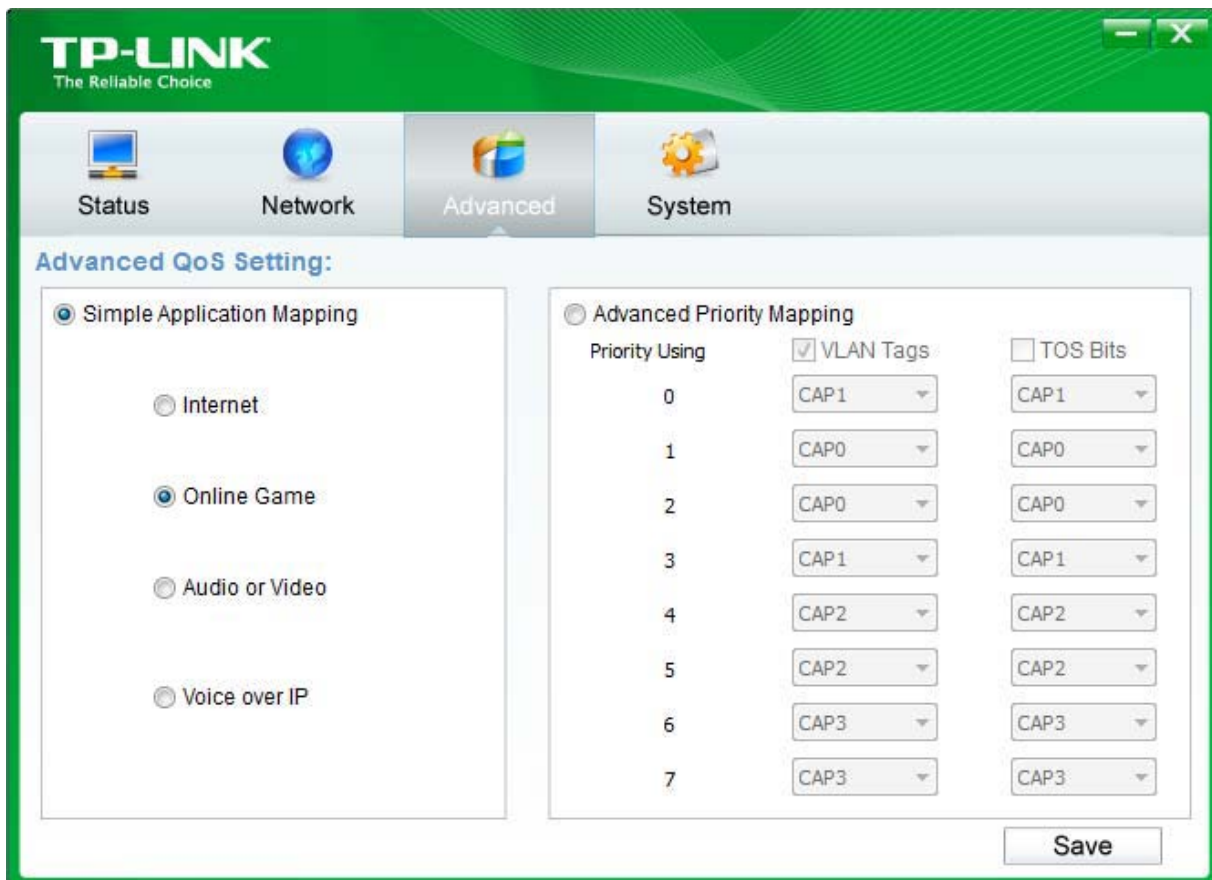 TP-LINK
The Reliable Choice
Status Network Advanced System
Advanced QoS Setting:
Simple Application Mapping
Internet
Online Game
Audio or Video
Voice over IP
Advanced Priority Mapping
Priority Using VLAN Tags TOS Bits
0 CAP1 CAP1
1 CAP0 CAP0
2 CAP0 CAP0
3 CAP1 CAP1
4 CAP2 CAP2
5 CAP2 CAP2
6 CAP3 CAP3
7 CAP3 CAP3
Save